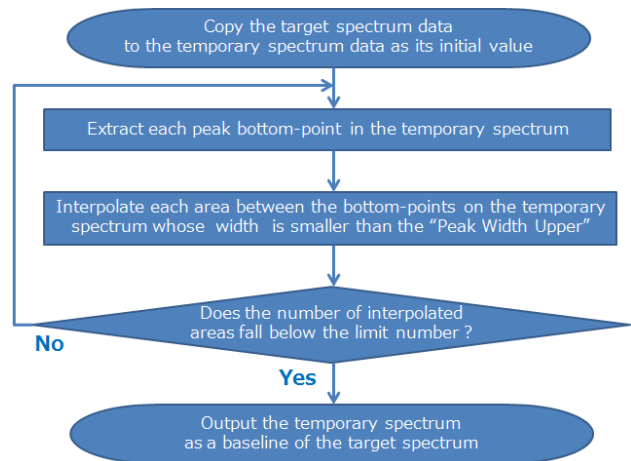 Copy the target spectrum data
to the temporary spectrum data as its initial value
Extract each peak bottom-point in the temporary spectrum
Interpolate each area between the bottom-points on the temporary
spectrum whose width is smaller than the “Peak Width Upper”
Does the number of interpolated
areas fall below the limit number ?
No
Yes
Output the temporary spectrum
as a baseline of the target spectrum